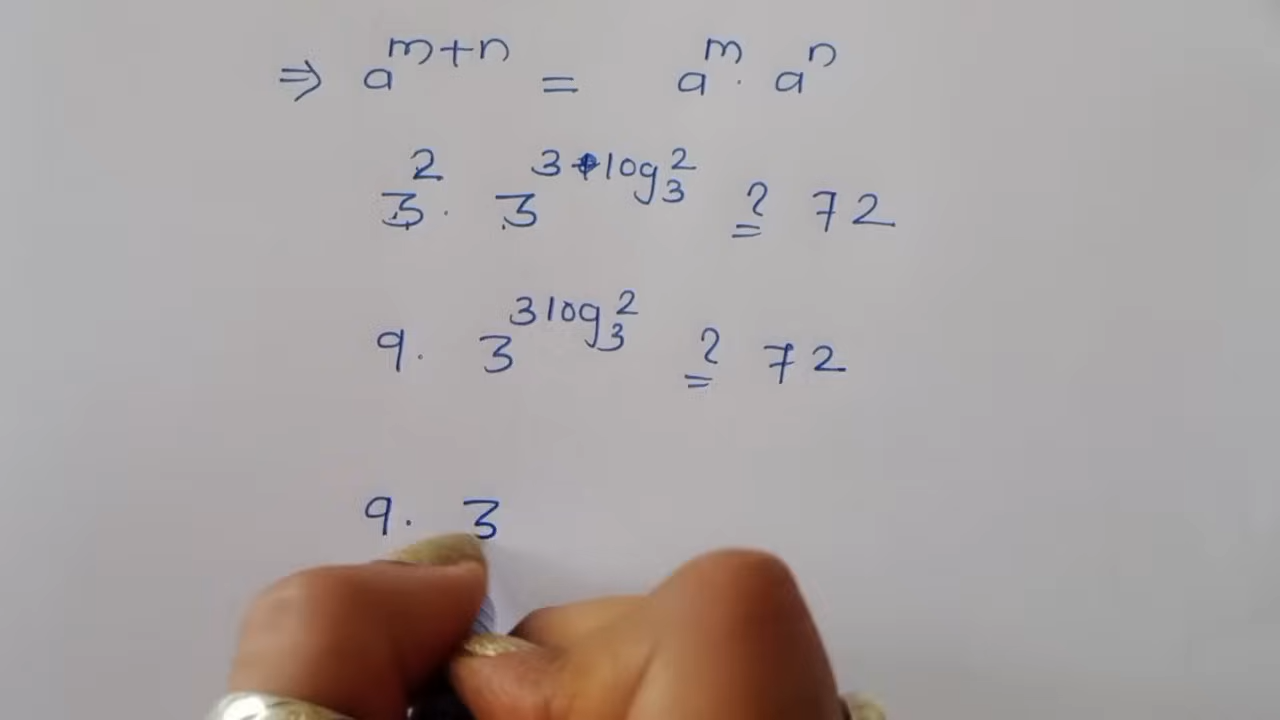 ⇒ a^{m+n} = a^m · a^n
3^2 · 3^{3 log_3^2} ≟ 72
9 · 3^{3 log_3^2} ≟ 72
9 · 3